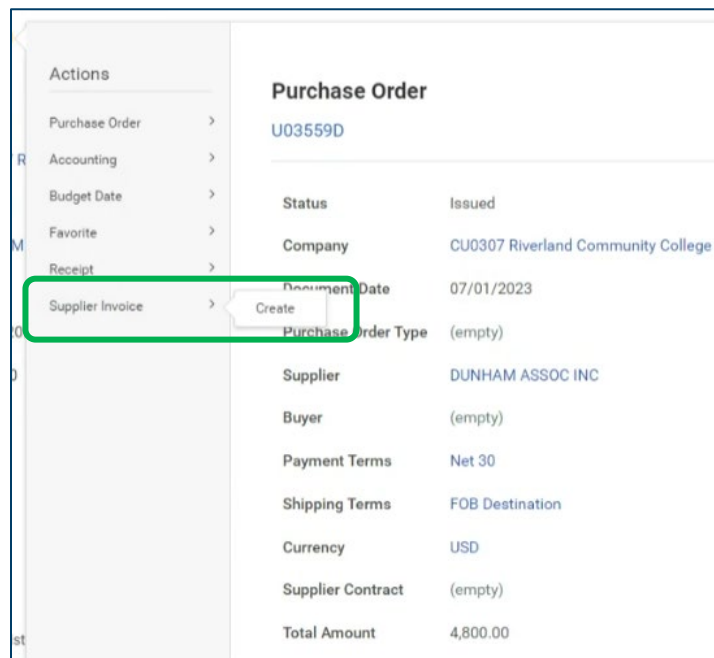 Actions
Purchase Order
Accounting
Budget Date
Favorite
Receipt
Supplier Invoice
Create
Purchase Order
U03559D
Status Issued
Company CU0307 Riverland Community College
Document Date 07/01/2023
Purchase Order Type (empty)
Supplier DUNHAM ASSOC INC
Buyer (empty)
Payment Terms Net 30
Shipping Terms FOB Destination
Currency USD
Supplier Contract (empty)
Total Amount 4,800.00